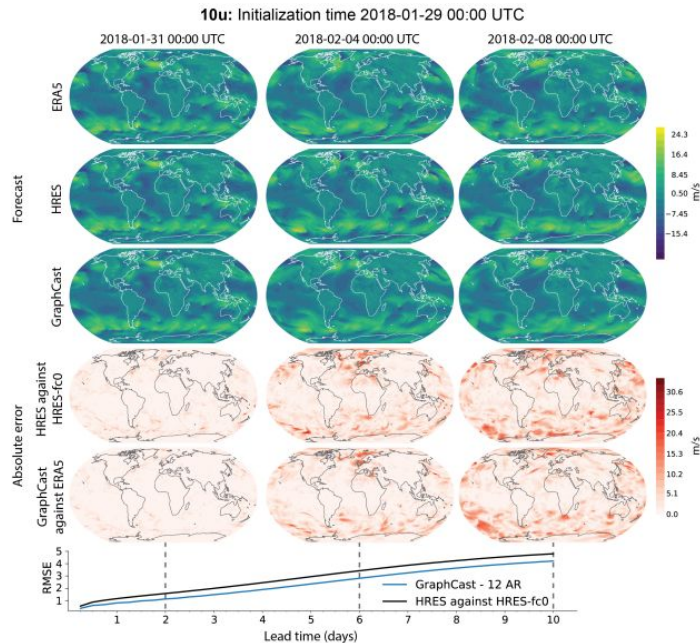 10u: Initialization time 2018-01-29 00:00 UTC
2018-01-31 00:00 UTC
2018-02-04 00:00 UTC
2018-02-08 00:00 UTC
Forecast
ERA5
HRES
GraphCast
24.3
16.4
8.45
0.50
−7.45
−15.4
m/s
Absolute error
HRES against
HRES-fc0
GraphCast
against ERA5
30.6
25.5
20.4
15.3
10.2
5.1
0.0
m/s
RMSE
5
4
3
2
1
GraphCast - 12 AR
HRES against HRES-fc0
1
2
3
4
5
6
7
8
9
10
Lead time (days)